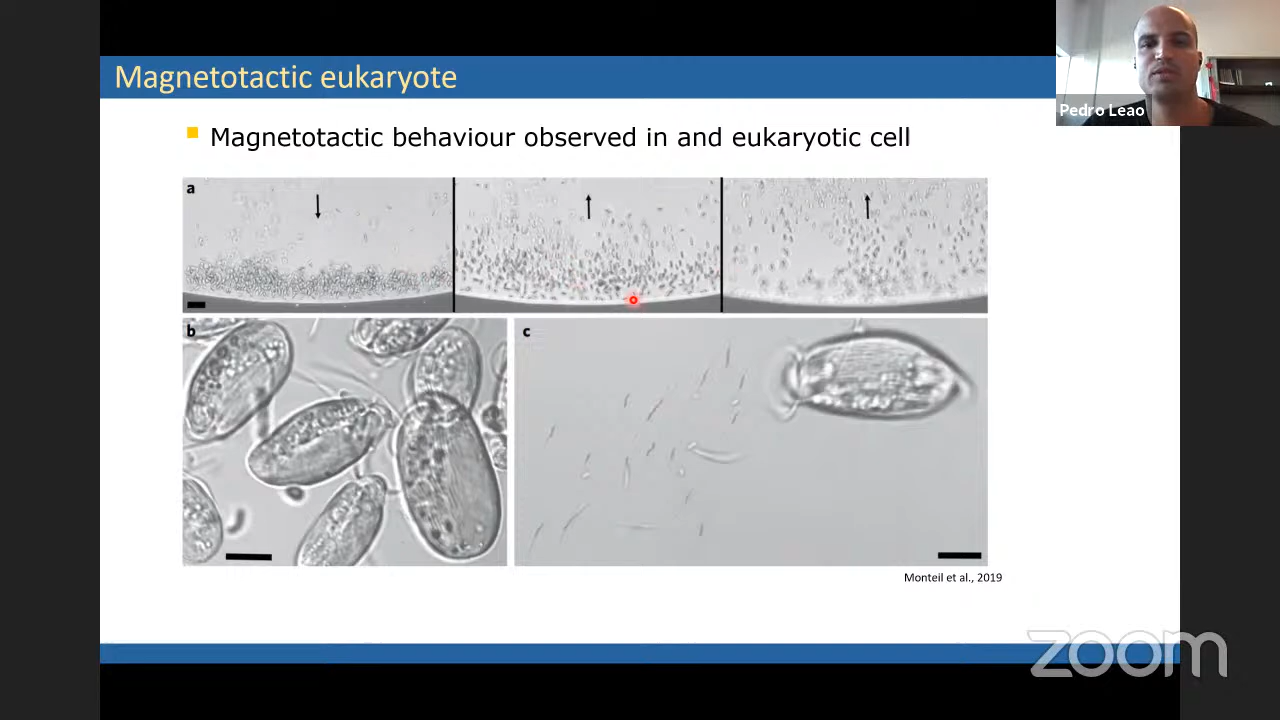 Magnetotactic eukaryote
Pedro Leao
Magnetotactic behaviour observed in and eukaryotic cell
a
b
c
Monteil et al., 2019
zoom